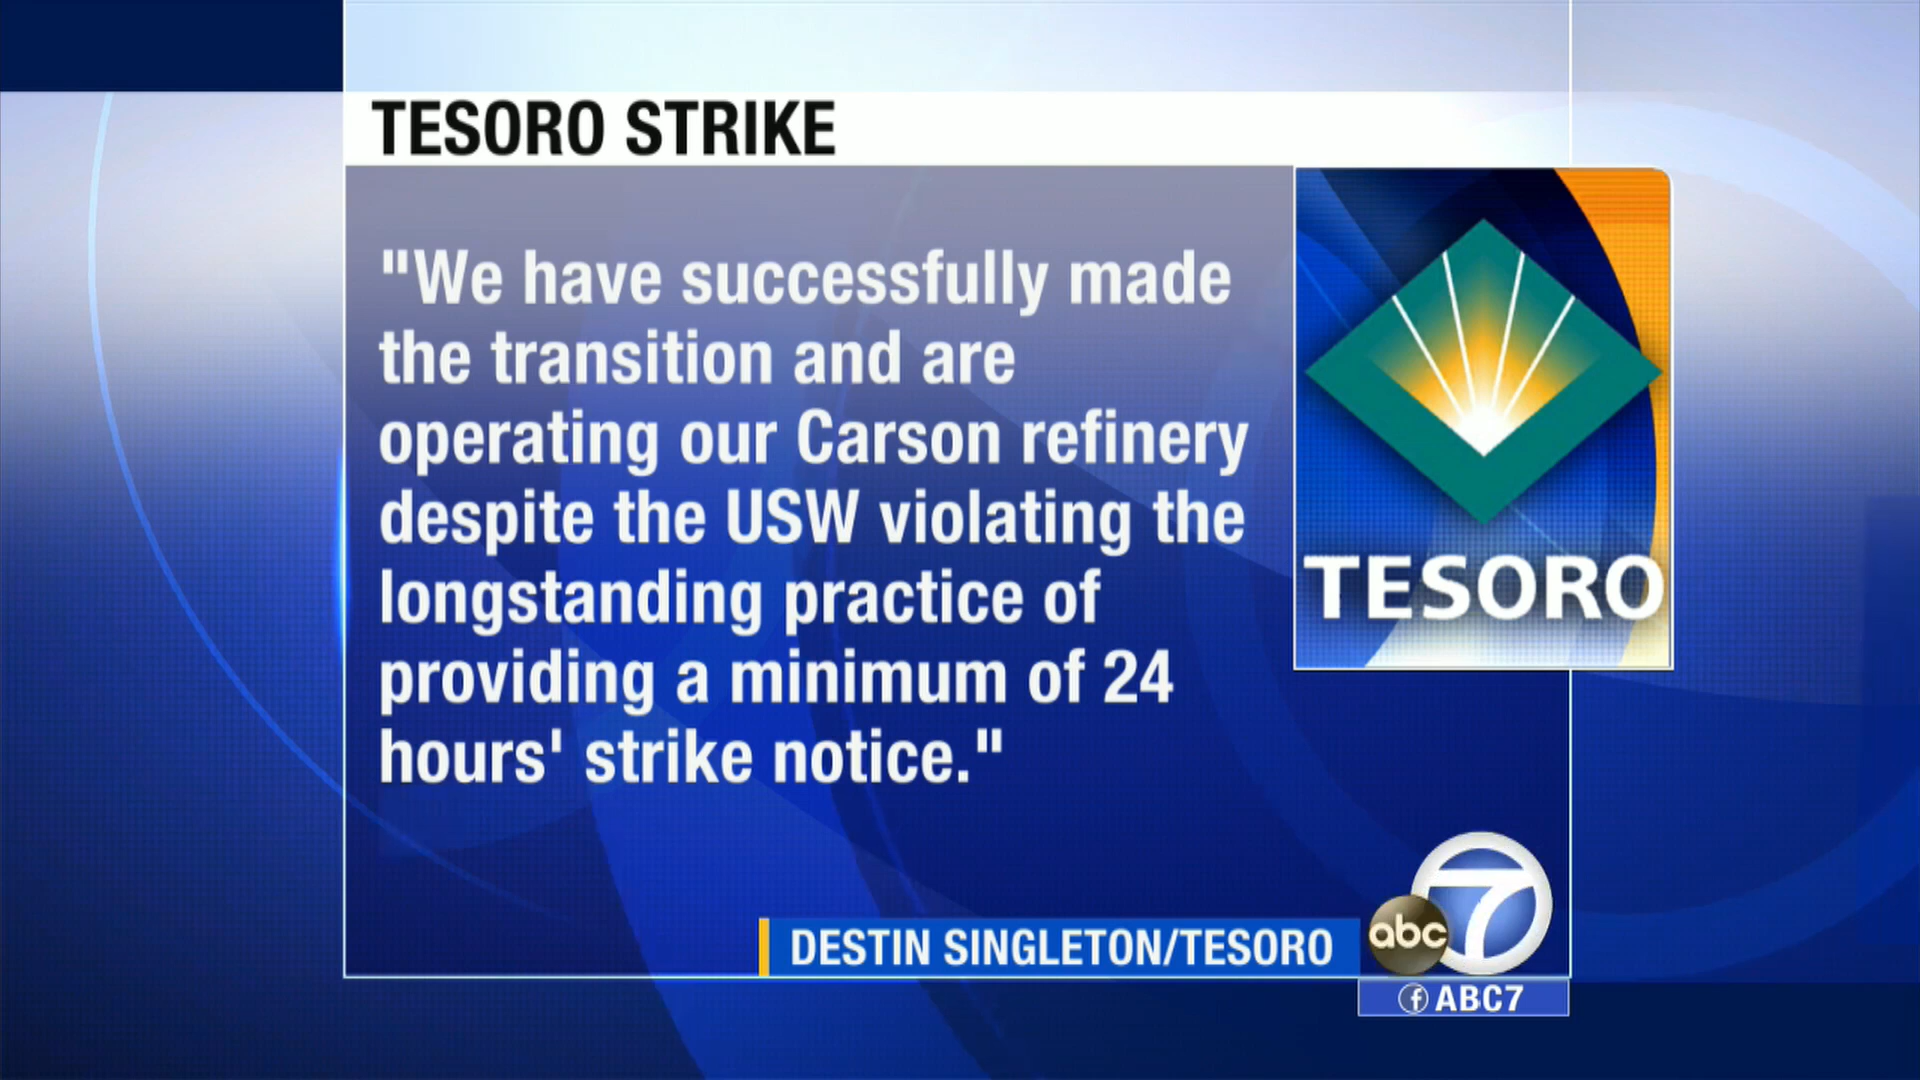 TESORO STRIKE
"We have successfully made
the transition and are
operating our Carson refinery
despite the USW violating the
longstanding practice of
providing a minimum of 24
hours' strike notice."
TESORO
DESTIN SINGLETON/TESORO
abc 7
f ABC7